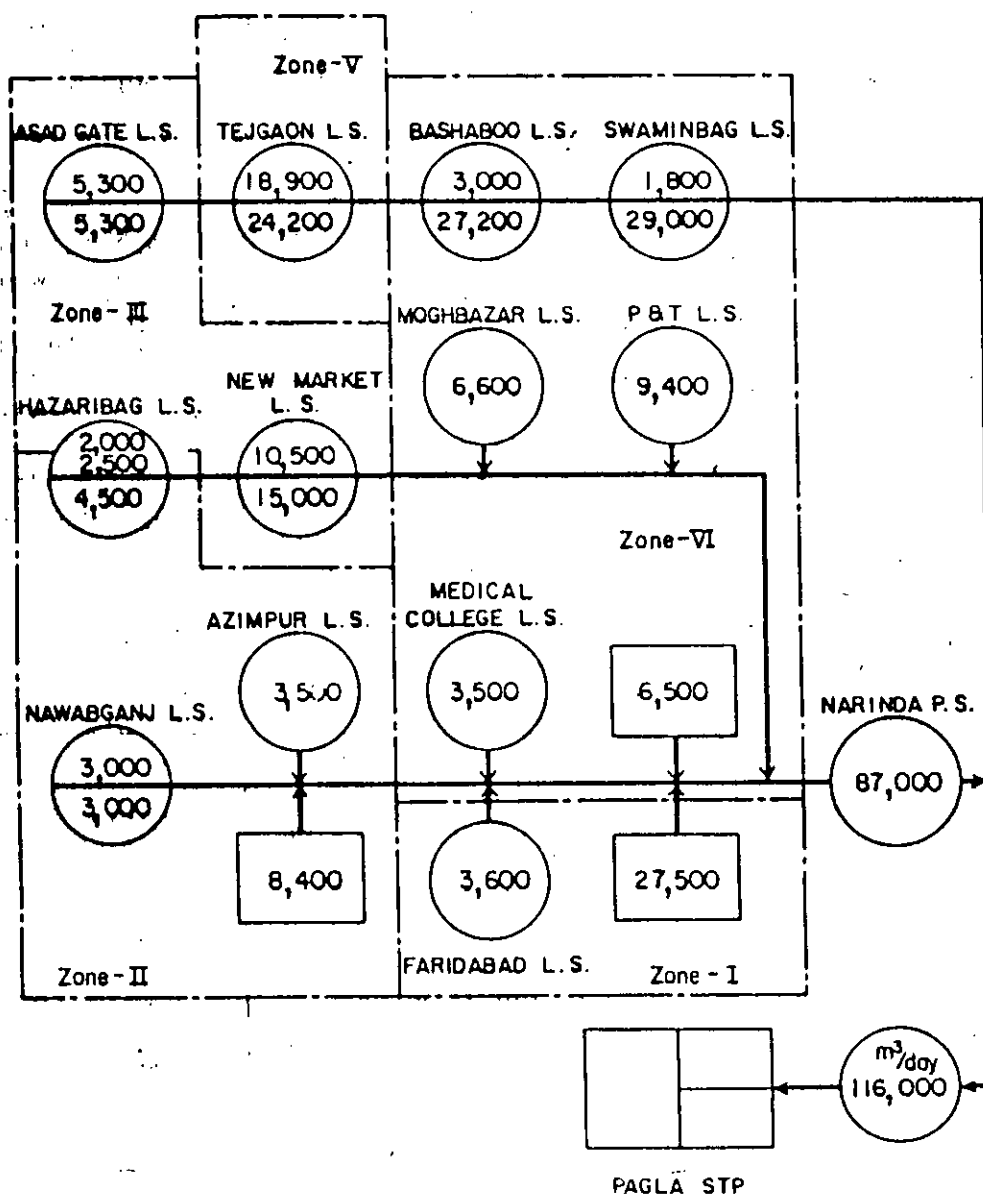 Zone-V
ASAD GATE L.S.
TEJGAON L.S.
BASHABOO L.S.
SWAMINBAG L.S.
5,300
5,300
18,900
24,200
3,000
27,200
1,800
29,000
Zone-III
MOGHBAZAR L.S.
P&T L.S.
6,600
9,400
HAZARIBAG L.S.
NEW MARKET
L.S.
2,000
2,500
4,500
10,500
15,000
Zone-VI
AZIMPUR L.S.
MEDICAL
COLLEGE L.S.
3,500
3,500
6,500
NAWABGANJ L.S.
NARINDA P.S.
3,000
3,000
87,000
8,400
3,600
27,500
FARIDABAD L.S.
Zone-II
Zone-I
m³/day
116,000
PAGLA STP